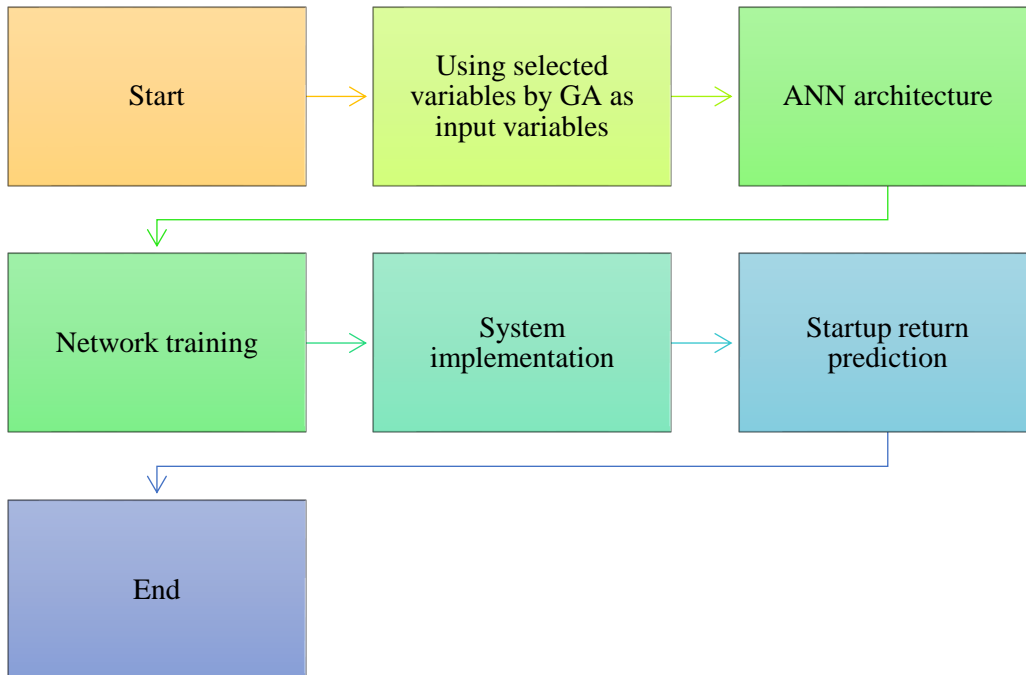 Start
Using selected
variables by GA as
input variables
ANN architecture
Network training
System
implementation
Startup return
prediction
End